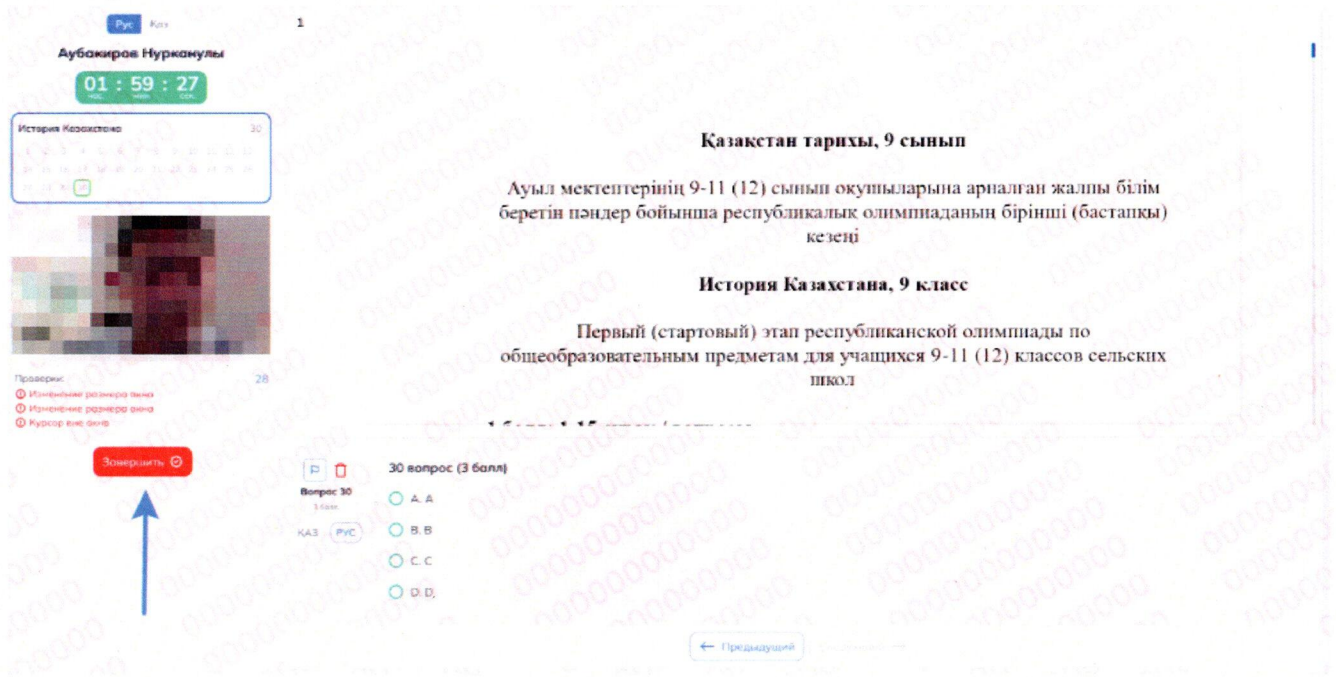 Рус Қаз
Аубакиров Нурканулы
01 : 59 : 27
История Казахстана 30
Проверки: 28
Изменение размера окна
Изменение размера окна
Курсор вне окна
Завершить
1
Қазақстан тарихы, 9 сынып
Ауыл мектептерінің 9-11 (12) сынып оқушыларына арналған жалпы білім
беретін пәндер бойынша республикалық олимпиаданың бірінші (бастапқы)
кезеңі
История Казахстана, 9 класс
Первый (стартовый) этап республиканской олимпиады по
общеобразовательным предметам для учащихся 9-11 (12) классов сельских
школ
Вопрос 30
ҚАЗ РУС
30 вопрос (3 балл)
A. A
B. B
C. C
D. D
← Предыдущий